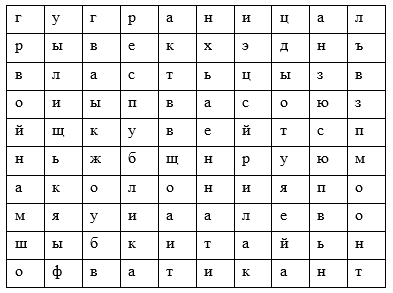 г у г р а н и ц а л
р ы в е к х э д н ъ
в л а с т ь ц ы з в
о и ы п в а с о ю з
й щ к у в е й т с п
н ь ж б щ н р у ю м
а к о л о н и я п о
м я у и а а л е в о
ш ы б к и т а й ь н
о ф в а т и к а н т